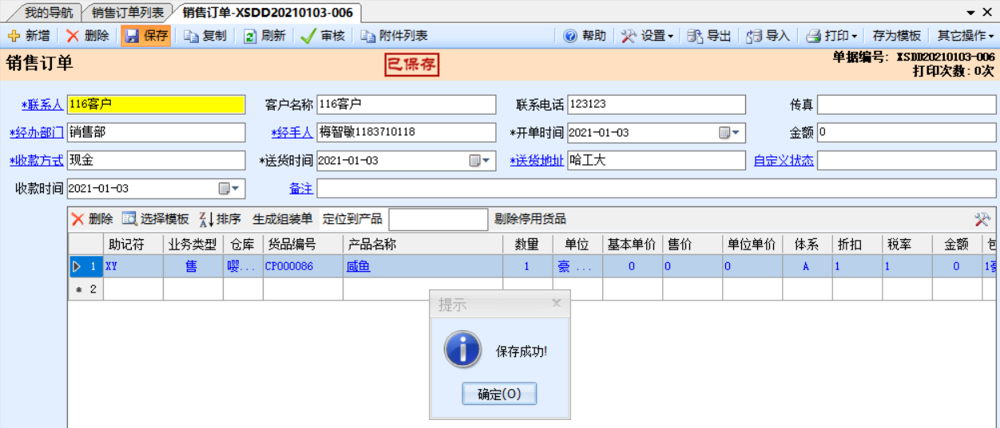 我的导航 销售订单列表 销售订单-XSDD20210103-006
新增 删除 保存 复制 刷新 审核 附件列表 帮助 设置 导出 导入 打印 存为模板 其它操作
销售订单 已保存 单据编号: XSDD20210103-006
打印次数: 0次
*联系人 116客户 客户名称 116客户 联系电话 123123 传真
*经办部门 销售部 *经手人 梅智敏1183710118 *开单时间 2021-01-03 金额 0
*收款方式 现金 *送货时间 2021-01-03 *送货地址 哈工大 自定义状态
收款时间 2021-01-03 备注
删除 选择模板 排序 生成组装单 定位到产品 剔除停用货品
助记符 业务类型 仓库 货品编号 产品名称 数量 单位 基本单价 售价 单位单价 体系 折扣 税率 金额
1 XY 售 嘤... CP000086 咸鱼 1 豪 ... 0 0 0 A 1 1 0
* 2
提示 x
保存成功!
确定(O)